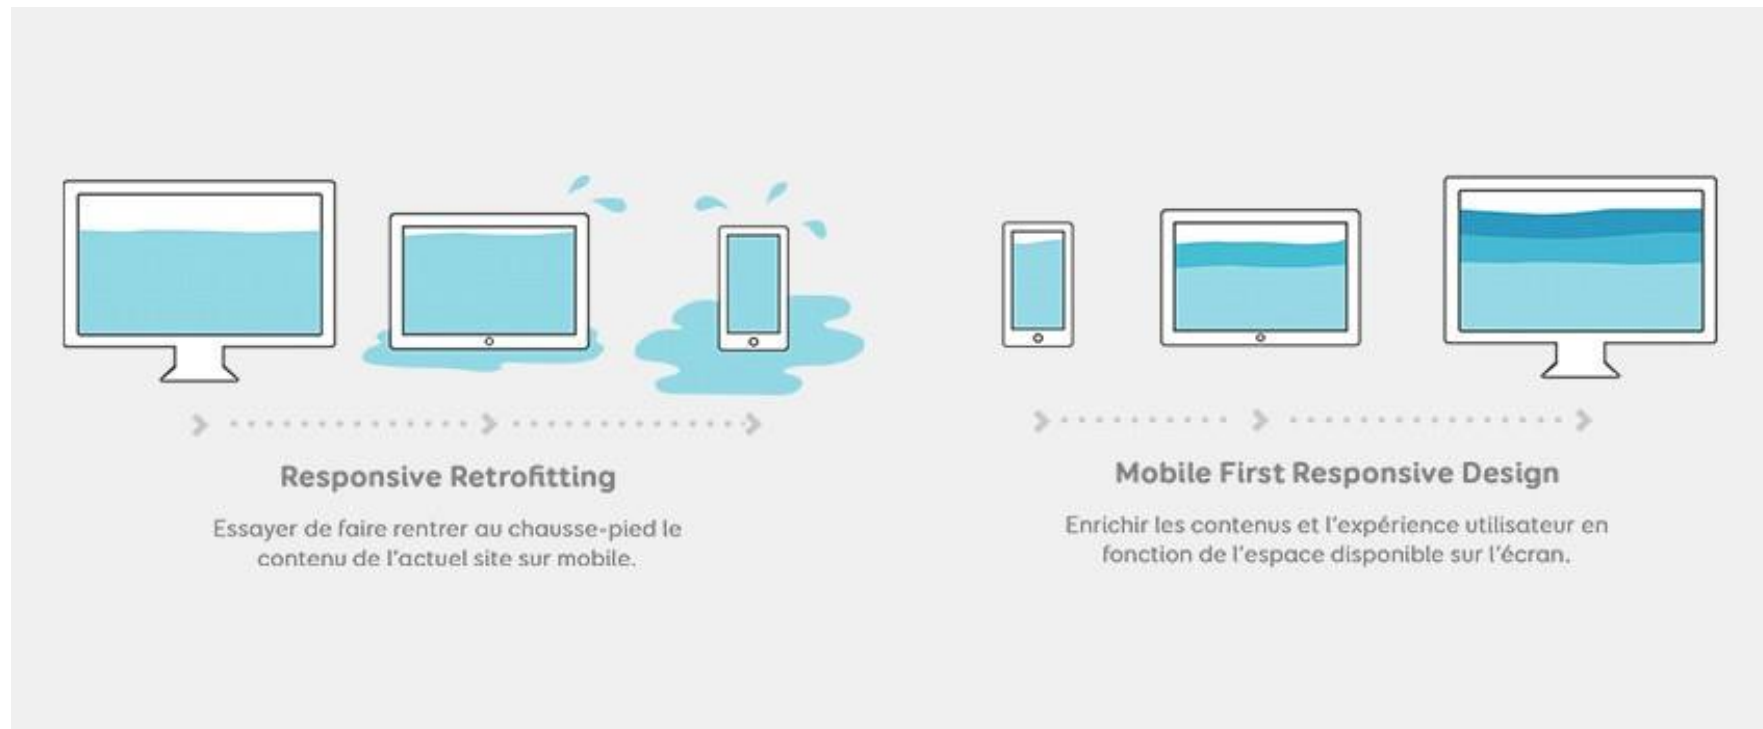 Responsive Retrofitting
Essayer de faire rentrer au chausse-pied le
contenu de l'actuel site sur mobile.
Mobile First Responsive Design
Enrichir les contenus et l'expérience utilisateur en
fonction de l'espace disponible sur l'écran.